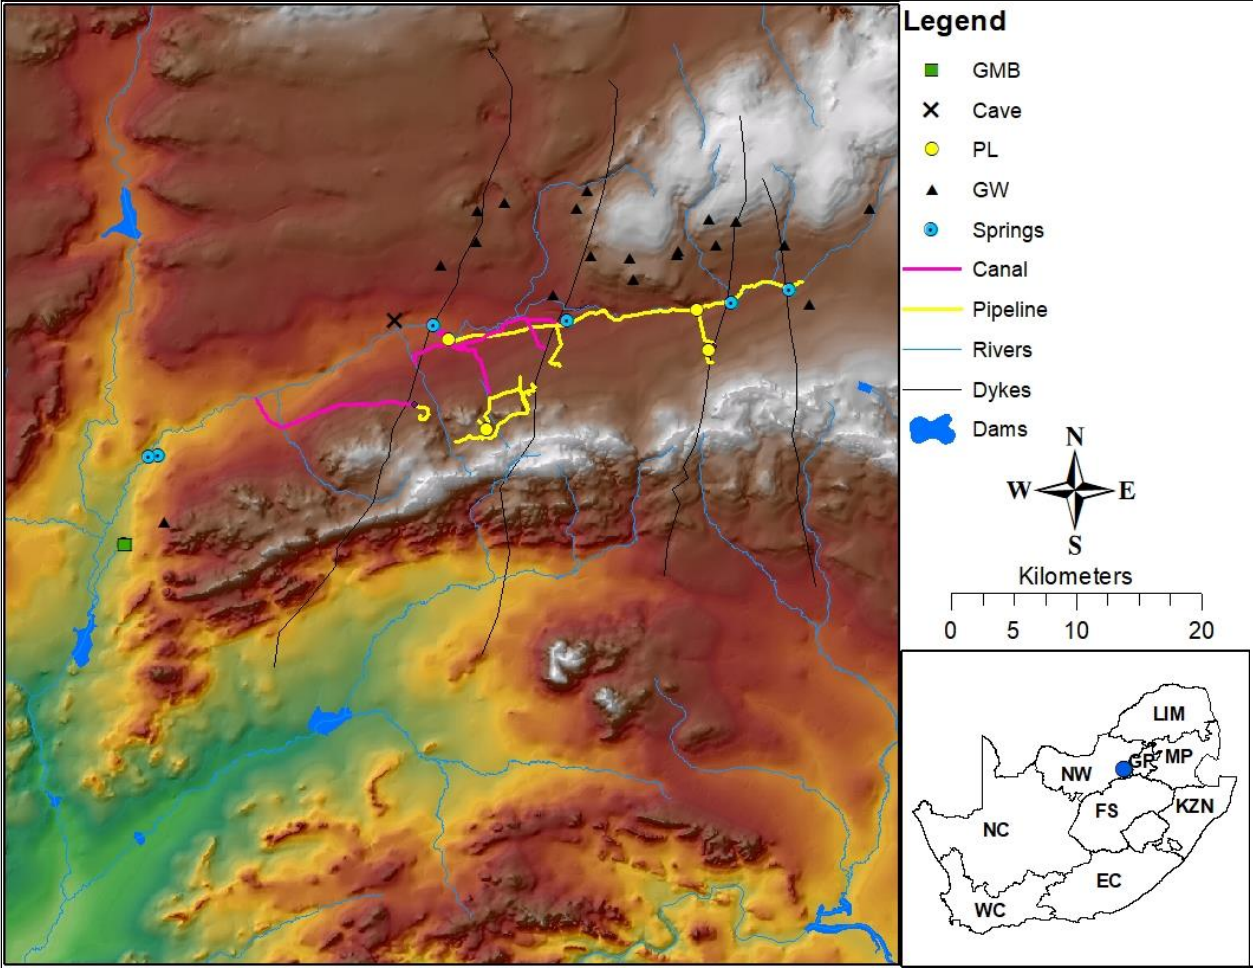 Legend
GMB
Cave
PL
GW
Springs
Canal
Pipeline
Rivers
Dykes
Dams
N
W E
S
Kilometers
0 5 10 20
LIM
GR MP
NW
FS KZN
NC
EC
WC